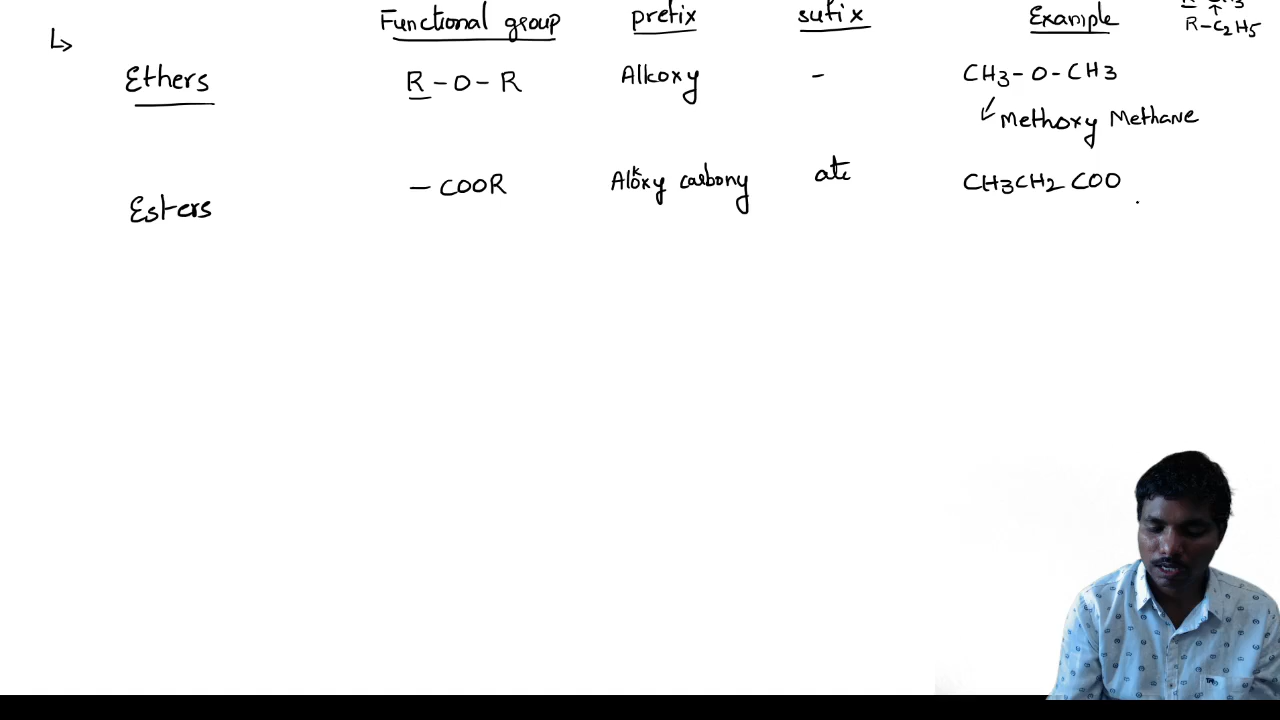 Functional group prefix sufix Example
R-C2H5
Ethers R-O-R Alkoxy - CH3-O-CH3
Methoxy Methane
Esters -COOR Alkoxy carbony ate CH3CH2COO